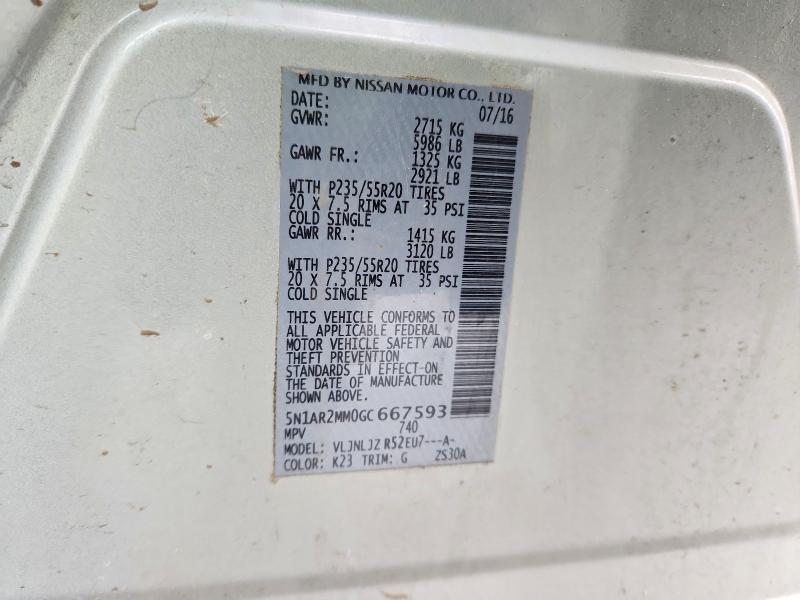 MFD BY NISSAN MOTOR CO., LTD.
DATE: 07/16
GVWR: 2715 KG
5986 LB
GAWR FR.: 1325 KG
2921 LB
WITH P235/55R20 TIRES
20 X 7.5 RIMS AT 35 PSI
COLD SINGLE
GAWR RR.: 1415 KG
3120 LB
WITH P235/55R20 TIRES
20 X 7.5 RIMS AT 35 PSI
COLD SINGLE
THIS VEHICLE CONFORMS TO
ALL APPLICABLE FEDERAL
MOTOR VEHICLE SAFETY AND
THEFT PREVENTION
STANDARDS IN EFFECT ON
THE DATE OF MANUFACTURE
SHOWN ABOVE.
5N1AR2MM0GC 667593
MPV 740
MODEL: VLJNLJZ R52EU7---A-
COLOR: K23 TRIM: G ZS30A